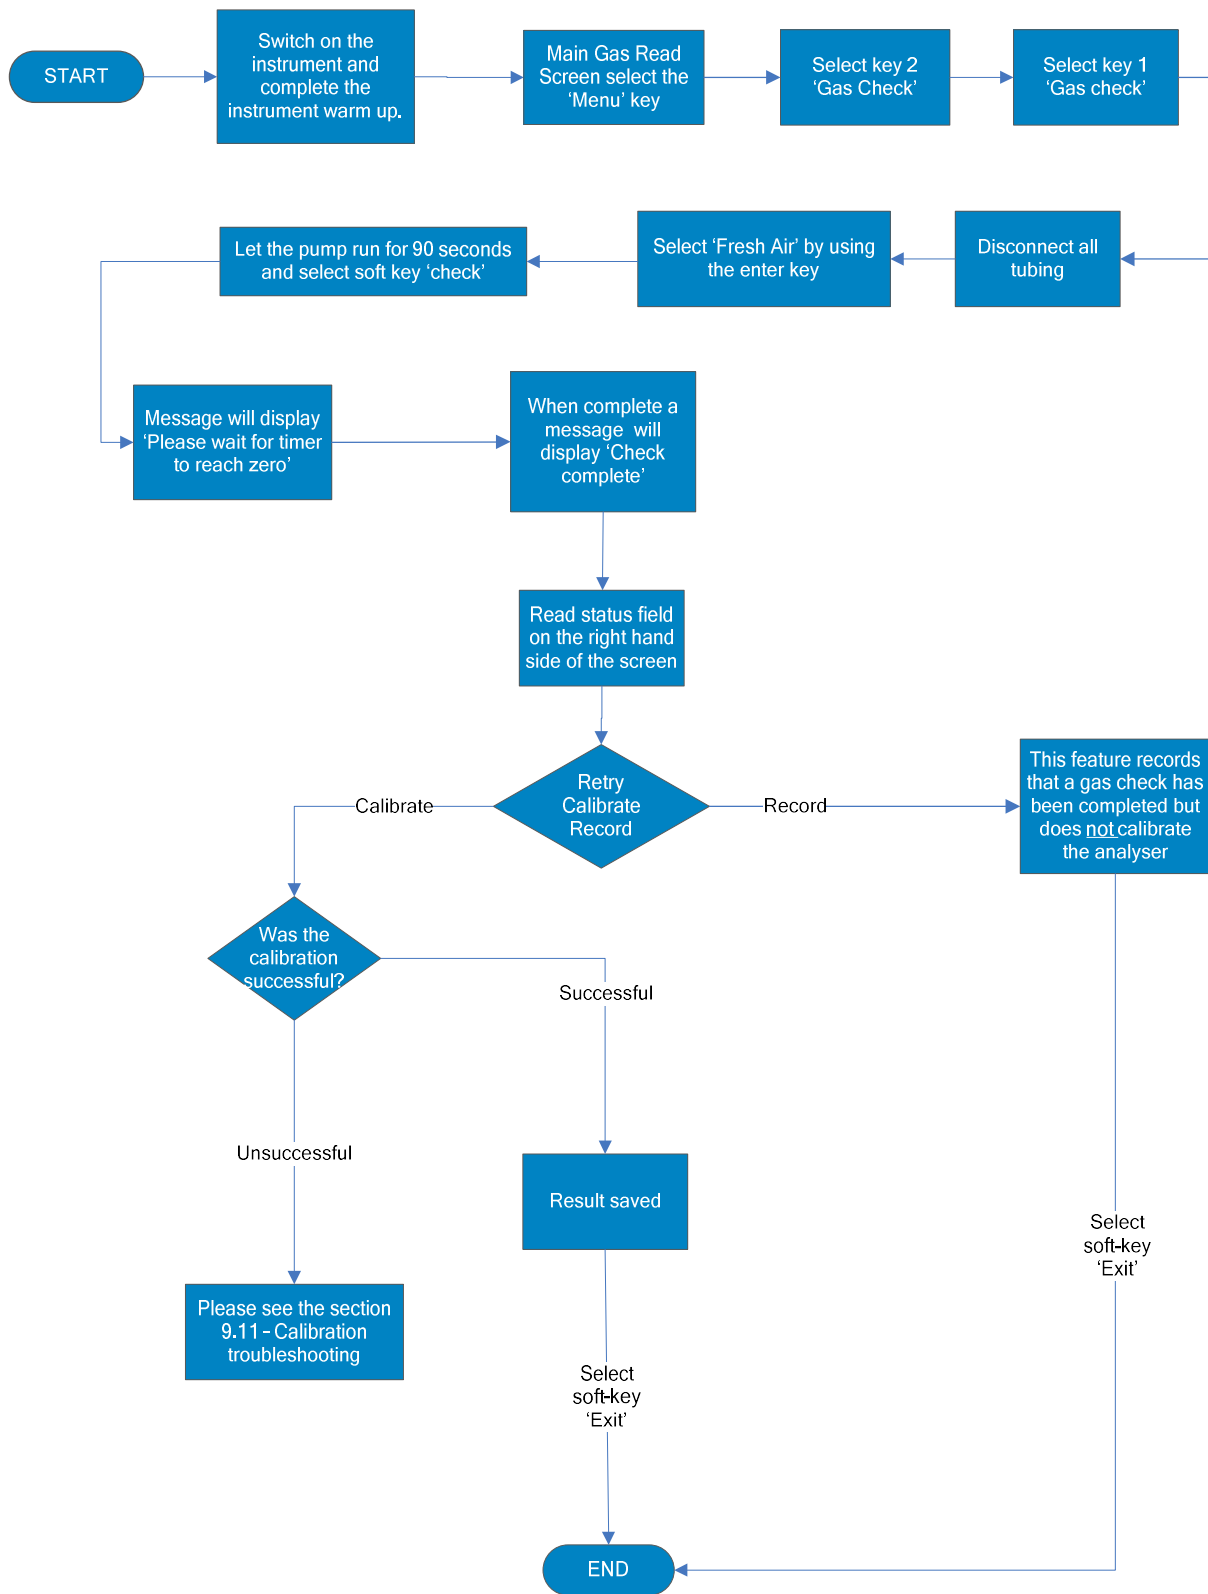 START
Switch on the
instrument and
complete the
instrument warm up.
Main Gas Read
Screen select the
‘Menu’ key
Select key 2
‘Gas Check’
Select key 1
‘Gas check’
Disconnect all
tubing
Select ‘Fresh Air’ by using
the enter key
Let the pump run for 90 seconds
and select soft key ‘check’
Message will display
‘Please wait for timer
to reach zero’
When complete a
message will
display ‘Check
complete’
Read status field
on the right hand
side of the screen
Retry
Calibrate
Record
Calibrate
Record
This feature records
that a gas check has
been completed but
does not calibrate
the analyser
Was the
calibration
successful?
Successful
Unsuccessful
Result saved
Please see the section
9.11 – Calibration
troubleshooting
Select
soft-key
‘Exit’
Select
soft-key
‘Exit’
END